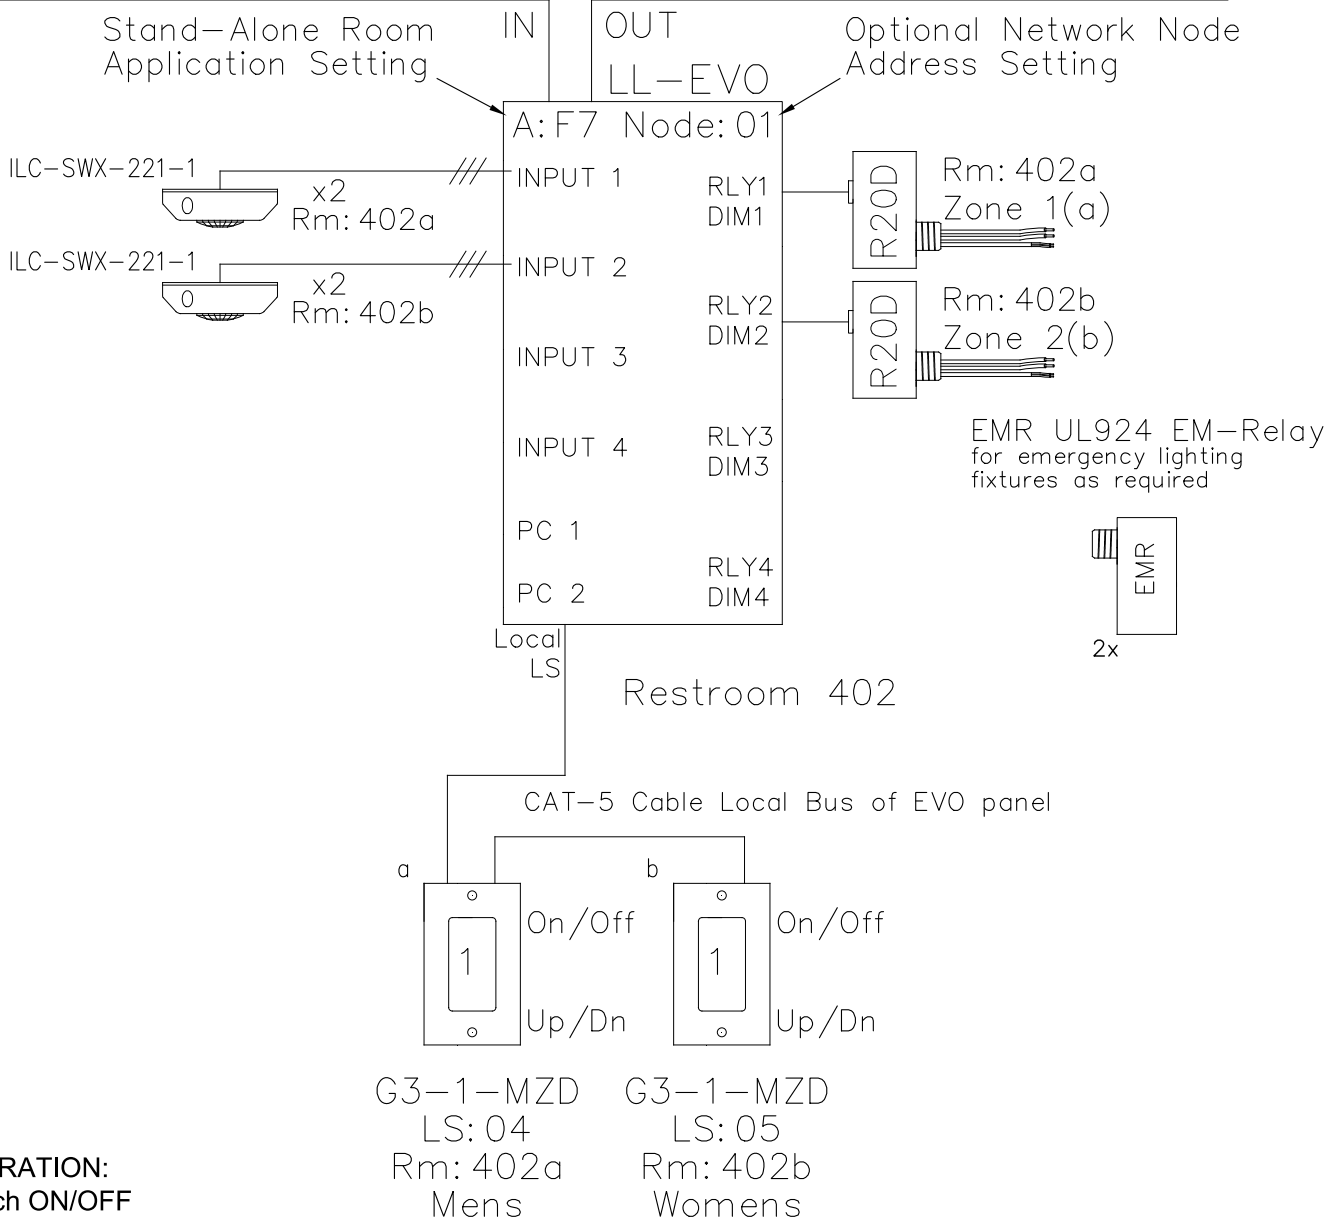 Stand-Alone Room
Application Setting
IN
OUT
Optional Network Node
Address Setting
LL-EVO
A:F7 Node:01
ILC-SWX-221-1
x2
Rm:402a
INPUT 1
RLY1
DIM1
R20D
Rm:402a
Zone 1(a)
ILC-SWX-221-1
x2
Rm:402b
INPUT 2
RLY2
DIM2
R20D
Rm:402b
Zone 2(b)
INPUT 3
INPUT 4
RLY3
DIM3
EMR UL924 EM-Relay
for emergency lighting
fixtures as required
EMR
2x
PC 1
PC 2
RLY4
DIM4
Local
LS
Restroom 402
CAT-5 Cable Local Bus of EVO panel
a
1
On/Off
Up/Dn
b
1
On/Off
Up/Dn
G3-1-MZD
LS:04
Rm:402a
Mens
G3-1-MZD
LS:05
Rm:402b
Womens
RATION:
ch ON/OFF